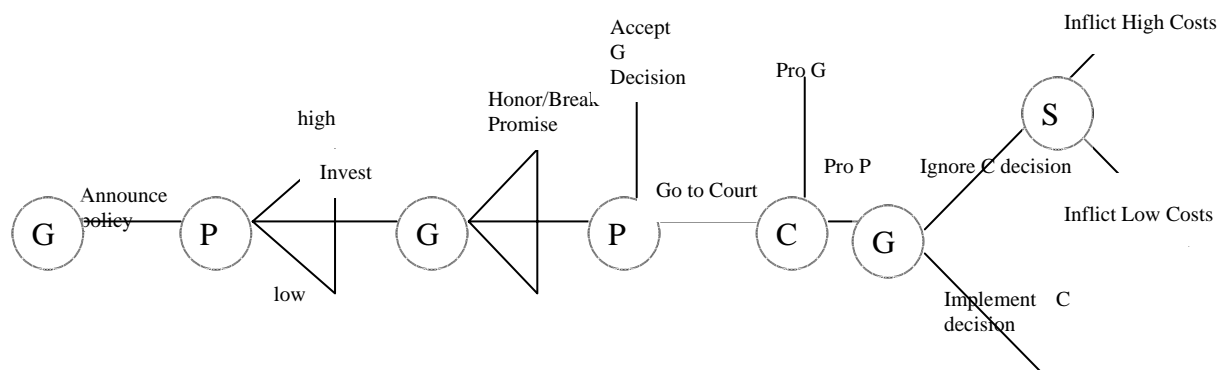 Inflict High Costs
Accept
G
Decision
Pro G
Honor/Break
Promise
high
S
Invest
Pro P
Ignore C decision
Announce
policy
Go to Court
Inflict Low Costs
G
P
G
P
C
G
low
Implement C
decision